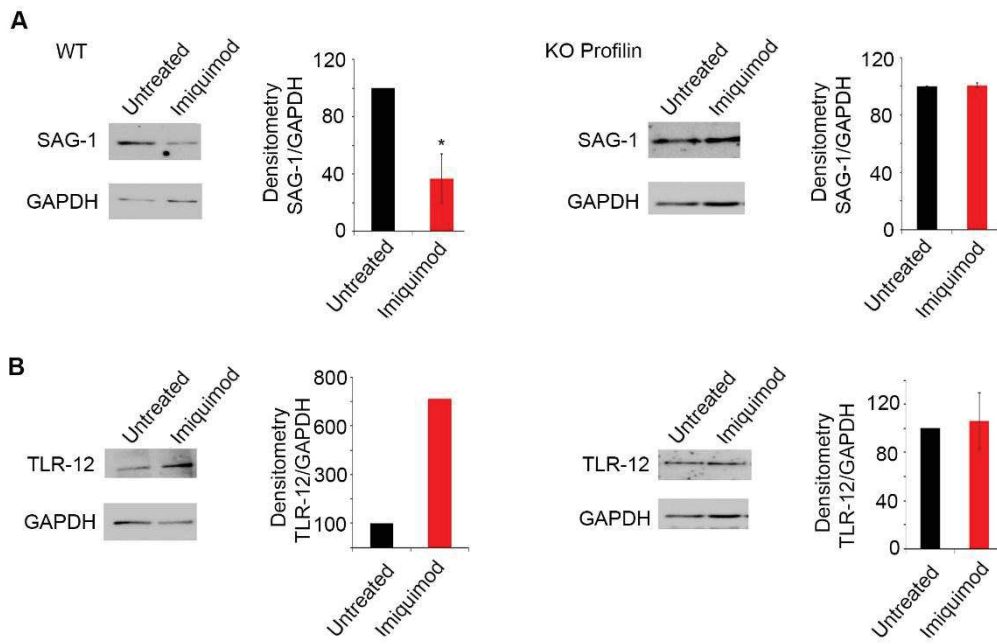 A
WT
Untreated
Imiquimod
SAG-1
GAPDH
Densitometry
SAG-1/GAPDH
120
80
40
0
*
Untreated
Imiquimod
KO Profilin
Untreated
Imiquimod
SAG-1
GAPDH
Densitometry
SAG-1/GAPDH
120
80
40
0
Untreated
Imiquimod
B
Untreated
Imiquimod
TLR-12
GAPDH
Densitometry
TLR-12/GAPDH
800
600
300
100
Untreated
Imiquimod
Untreated
Imiquimod
TLR-12
GAPDH
Densitometry
TLR-12/GAPDH
120
80
40
0
Untreated
Imiquimod